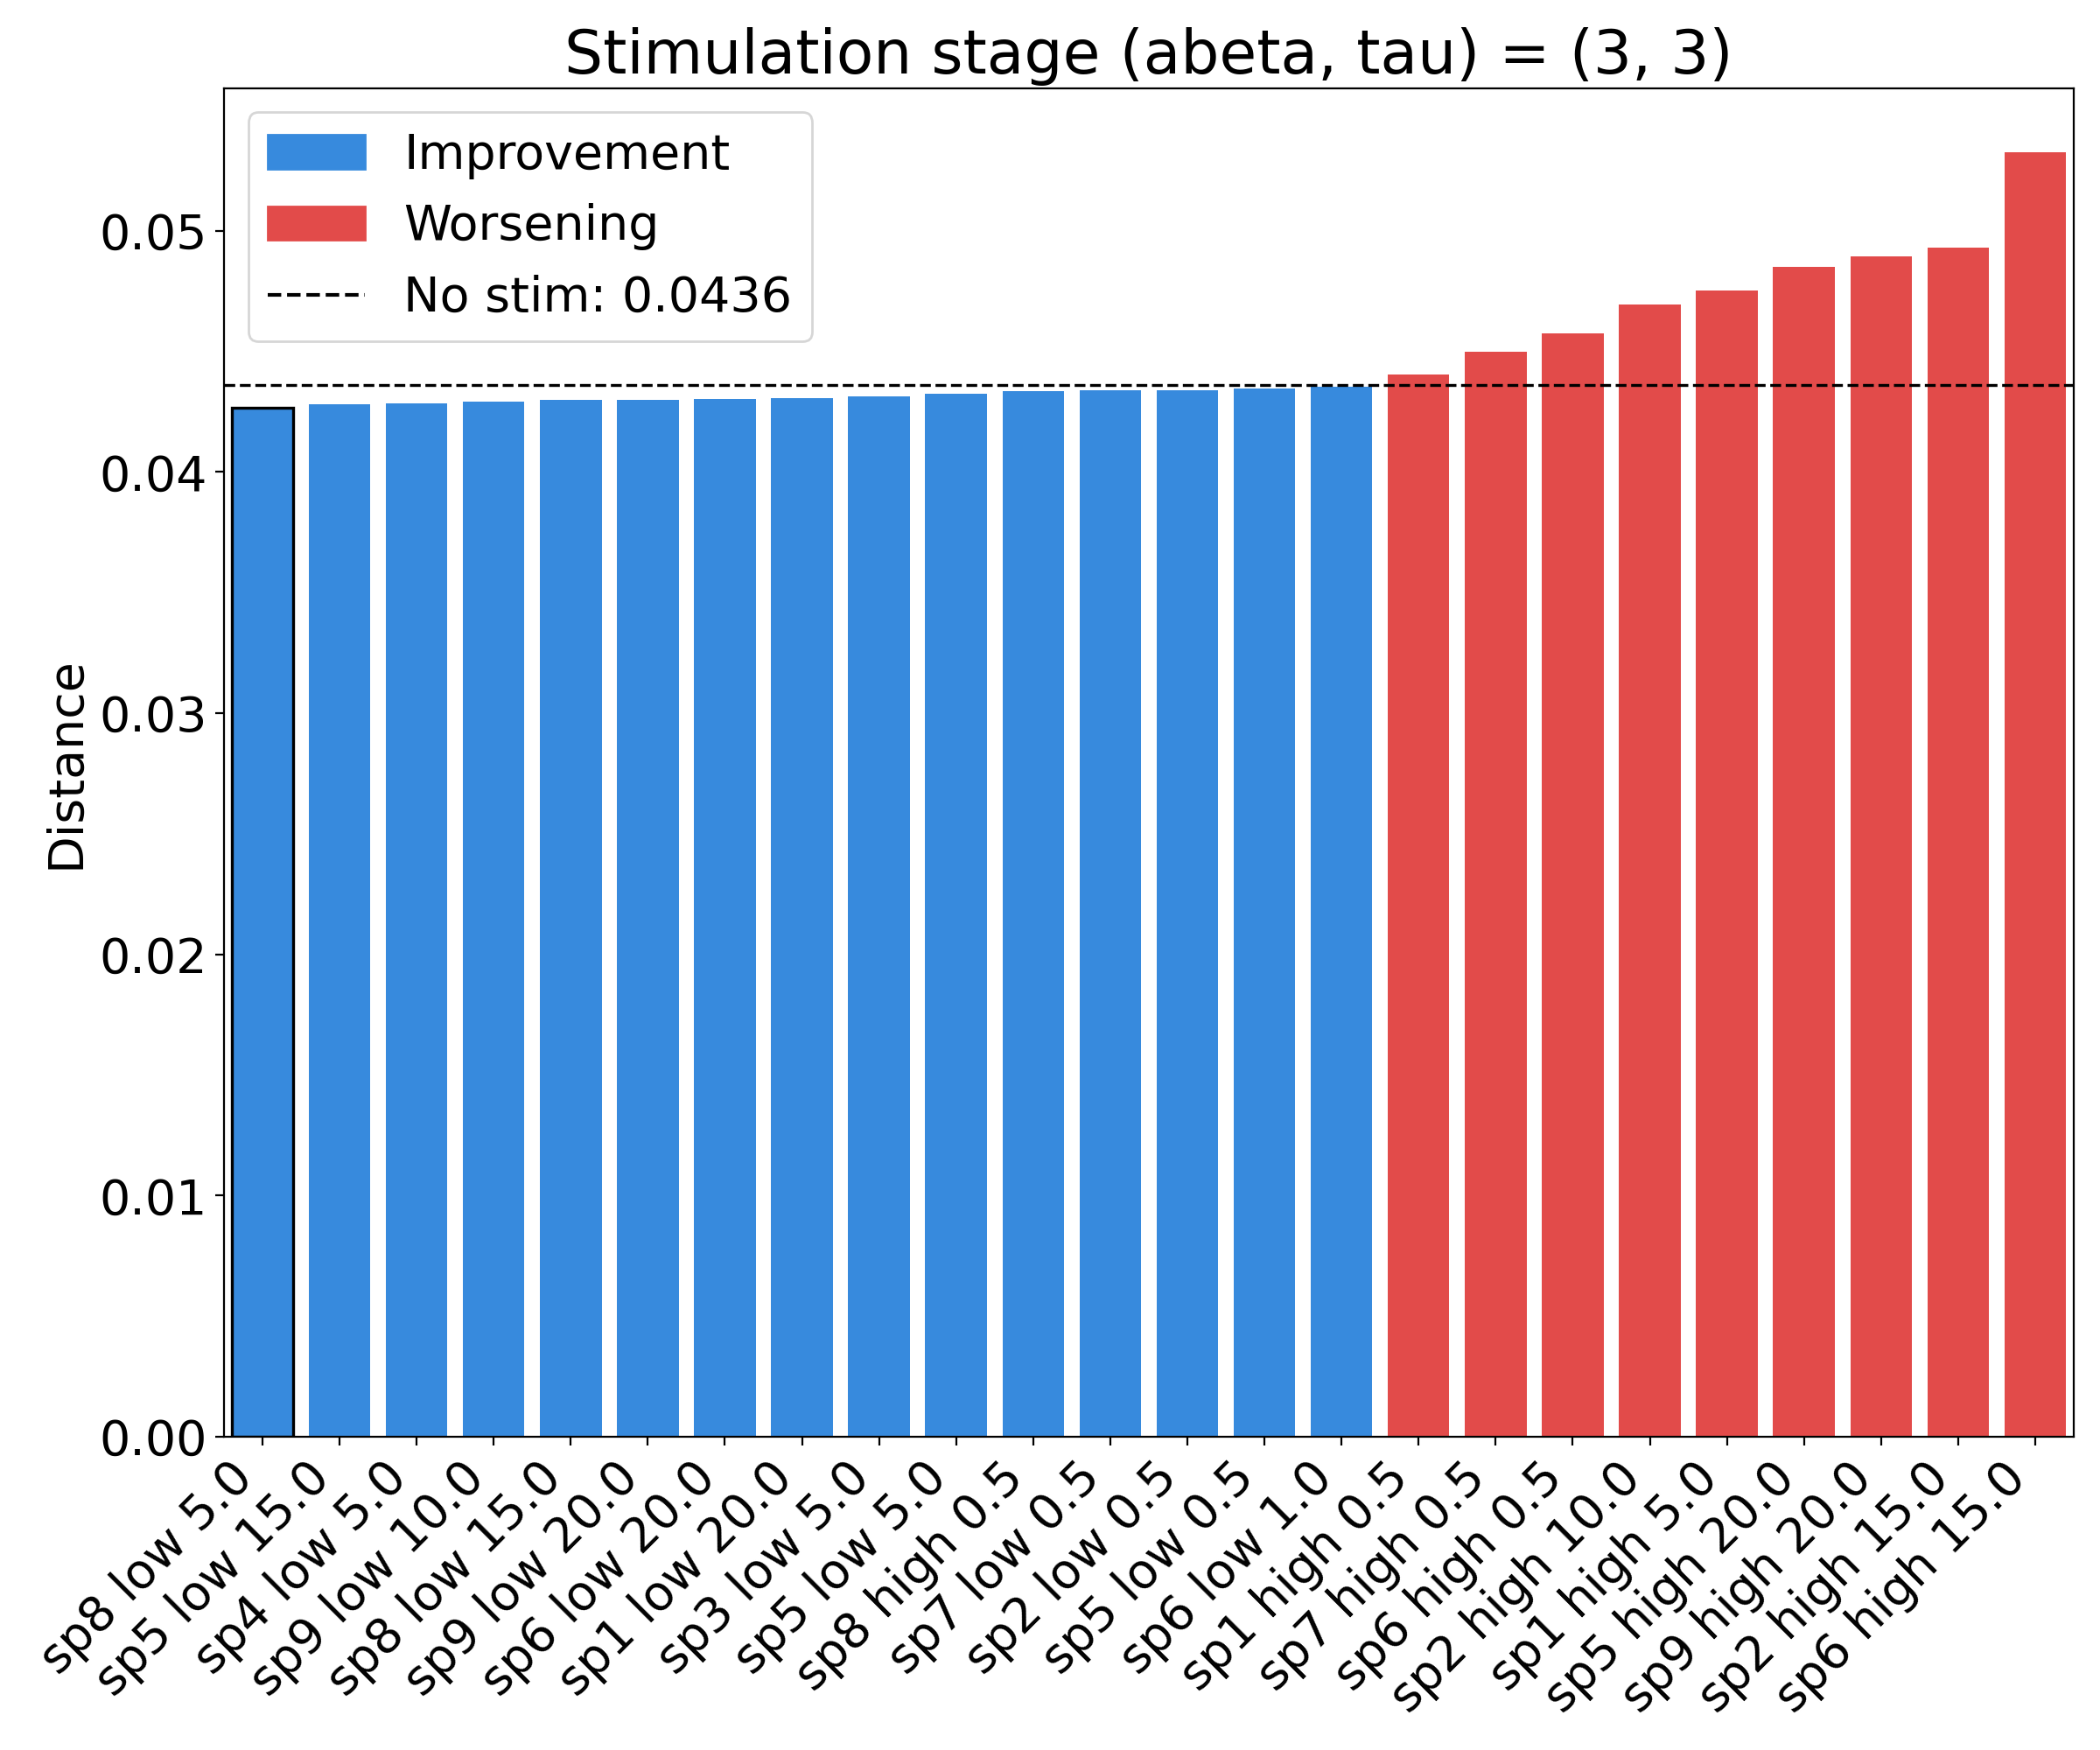 Stimulation stage (abeta, tau) = (3, 3)
Improvement
Worsening
No stim: 0.0436
Distance
0.05
0.04
0.03
0.02
0.01
0.00
sp8 low 5.0
sp5 low 15.0
sp4 low 5.0
sp9 low 10.0
sp8 low 15.0
sp9 low 20.0
sp6 low 20.0
sp1 low 20.0
sp3 low 5.0
sp5 low 5.0
sp8 high 0.5
sp7 low 0.5
sp2 low 0.5
sp5 low 0.5
sp6 low 1.0
sp1 high 0.5
sp7 high 0.5
sp6 high 0.5
sp2 high 10.0
sp1 high 5.0
sp5 high 20.0
sp9 high 20.0
sp2 high 15.0
sp6 high 15.0